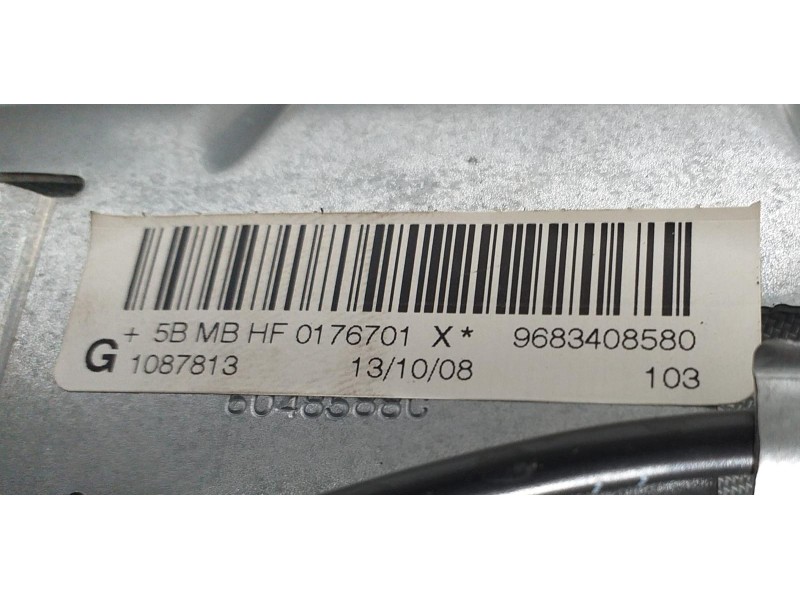 + 5B MB HF 0176701 X* 9683408580
G 1087813 13/10/08 103